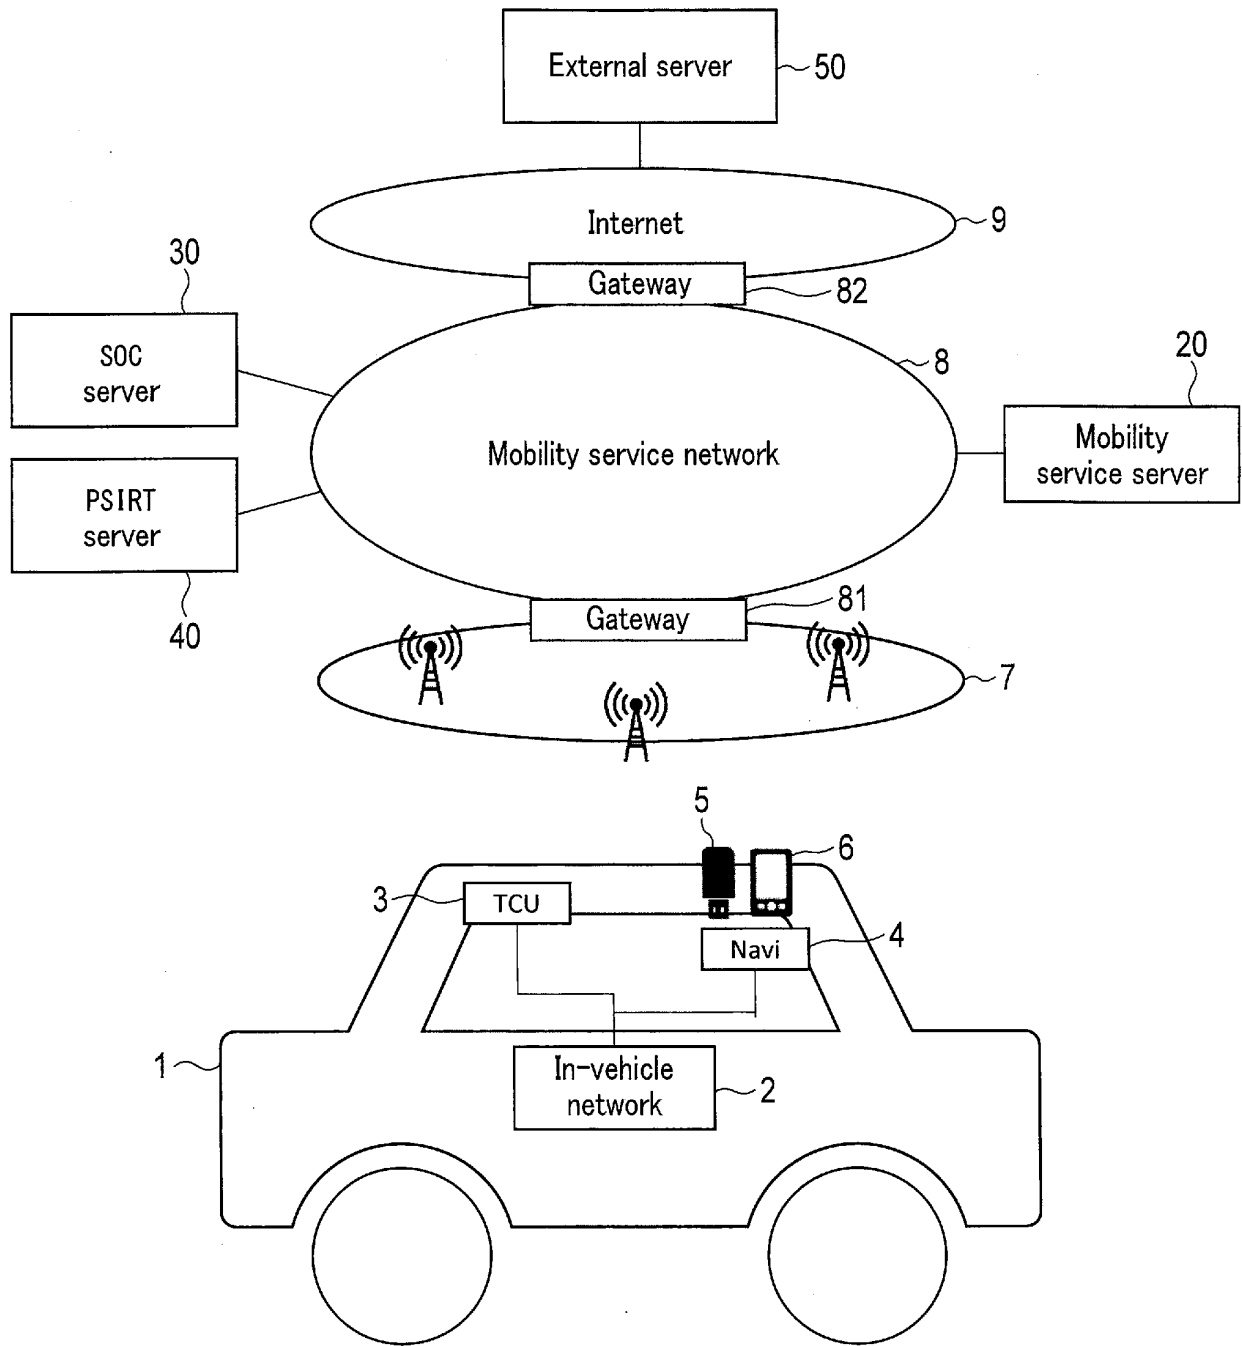 External server
50
Internet
9
Gateway
82
30
SOC
server
8
20
Mobility service network
Mobility
service server
PSIRT
server
40
Gateway
81
7
5
6
3
TCU
Navi
4
1
In-vehicle
network
2